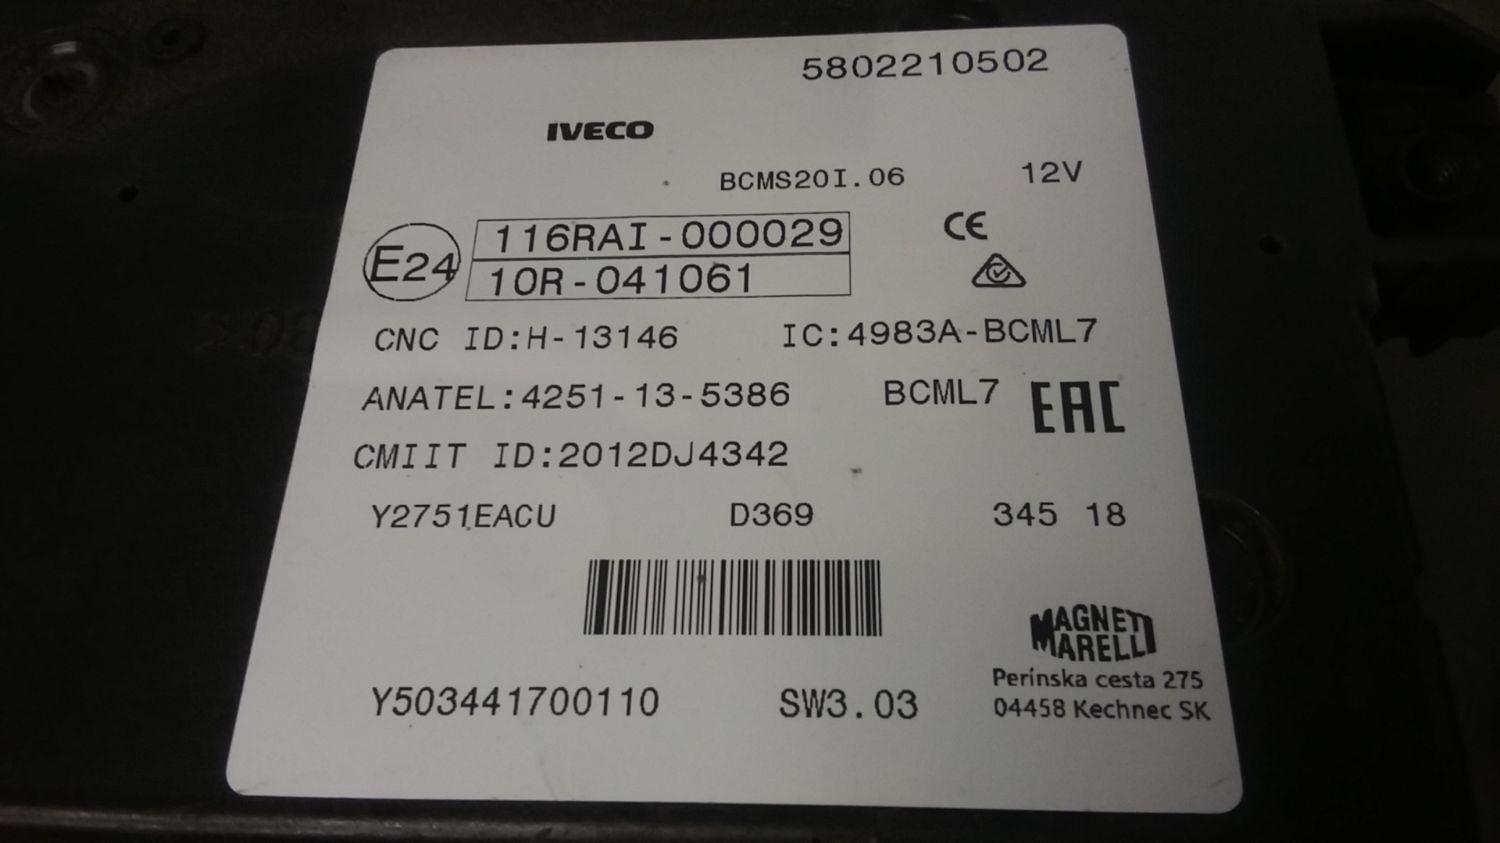 5802210502
IVECO
BCMS20I.06 12V
E24 116RAI-000029 CE
10R-041061
CNC ID:H-13146 IC:4983A-BCML7
ANATEL:4251-13-5386 BCML7 EAC
CMIIT ID:2012DJ4342
Y2751EACU D369 345 18
MAGNETI
MARELLI
Perínska cesta 275
Y503441700110 SW3.03 04458 Kechnec SK